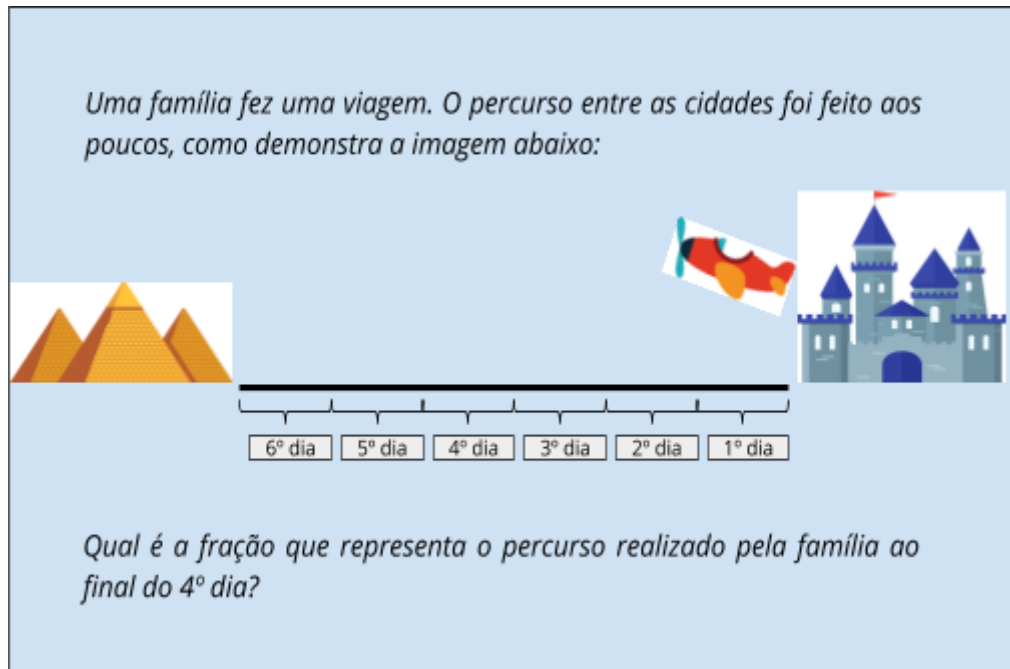 Uma família fez uma viagem. O percurso entre as cidades foi feito aos
poucos, como demonstra a imagem abaixo:
6º dia 5º dia 4º dia 3º dia 2º dia 1º dia
Qual é a fração que representa o percurso realizado pela família ao
final do 4º dia?